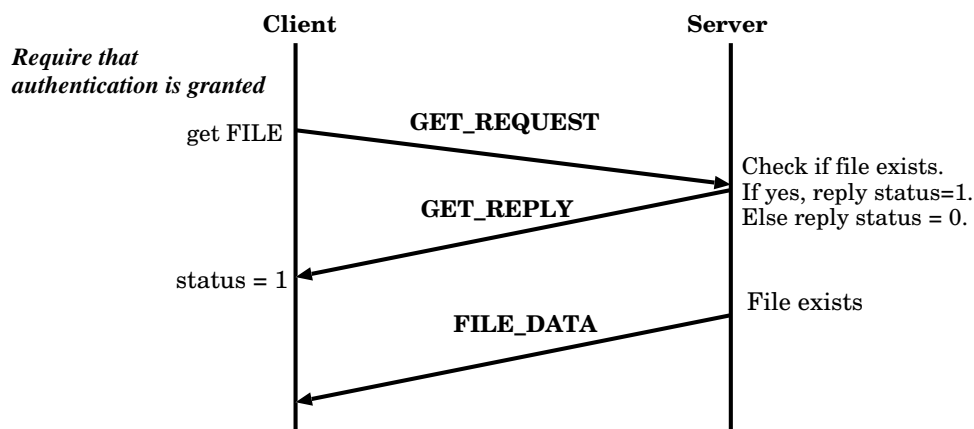 Client
Server
Require that
authentication is granted
get FILE
GET_REQUEST
Check if file exists.
If yes, reply status=1.
Else reply status = 0.
GET_REPLY
status = 1
File exists
FILE_DATA